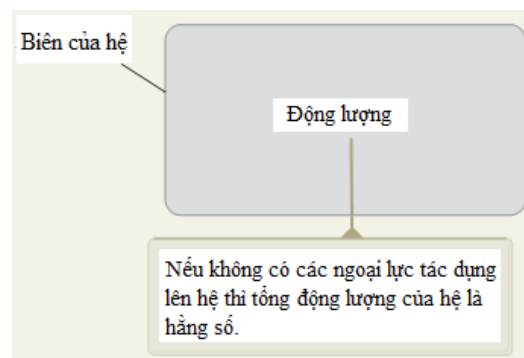 Biên của hệ
Động lượng
Nếu không có các ngoại lực tác dụng
lên hệ thì tổng động lượng của hệ là
hằng số.